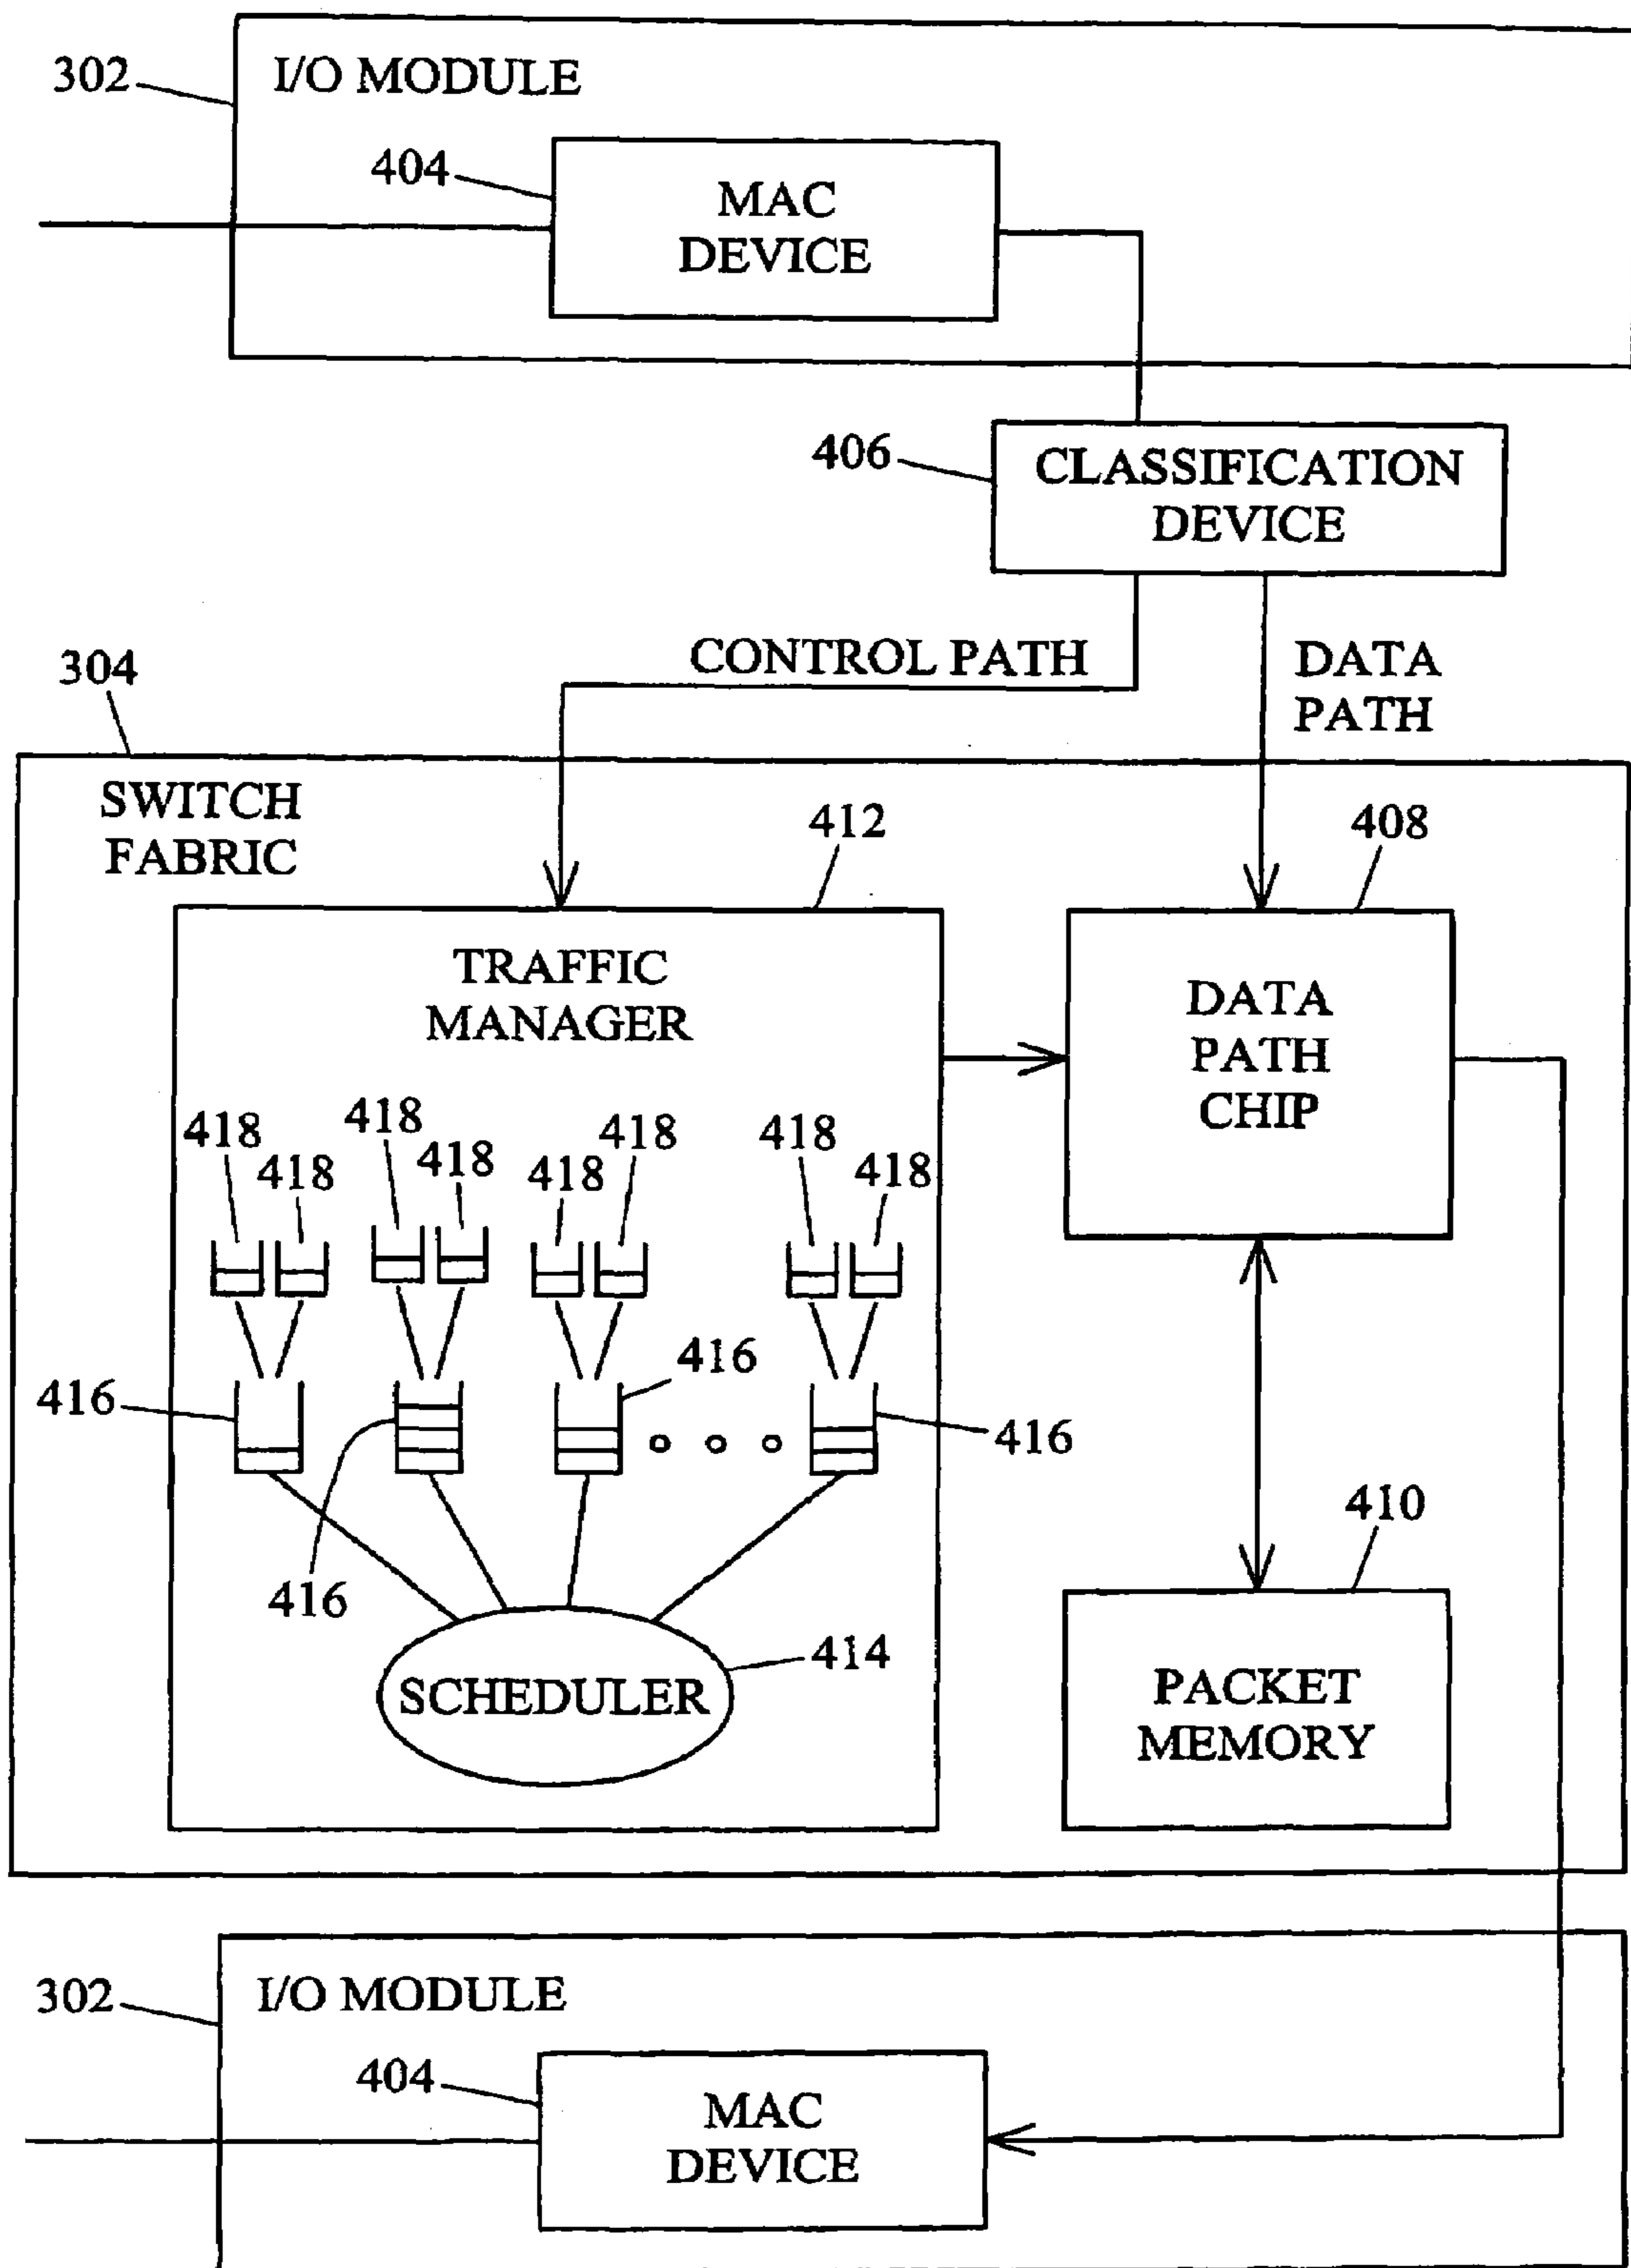 302
I/O MODULE
404
MAC
DEVICE
406
CLASSIFICATION
DEVICE
CONTROL PATH
DATA
PATH
304
SWITCH
FABRIC
412
408
TRAFFIC
MANAGER
DATA
PATH
CHIP
418
418
418
418
418
418
418
418
416
416
416
416
410
414
SCHEDULER
PACKET
MEMORY
302
I/O MODULE
404
MAC
DEVICE